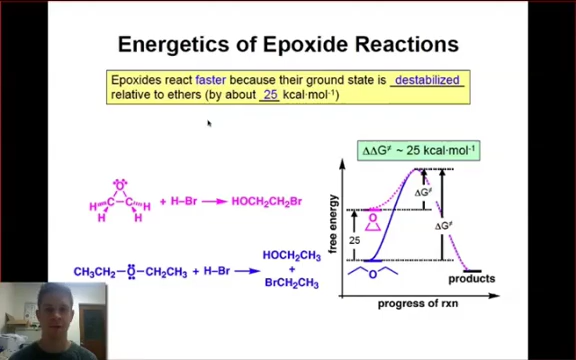 Energetics of Epoxide Reactions
Epoxides react faster because their ground state is destabilized
relative to ethers (by about 25 kcal·mol-1)
ΔΔG≠ ~ 25 kcal·mol-1
H
H
O
C
C
H
H
+ H–Br
HOCH2CH2Br
CH3CH2–O–CH2CH3 + H–Br
HOCH2CH3
+
BrCH2CH3
free energy
25
O
O
ΔG≠
ΔG≠
products
progress of rxn